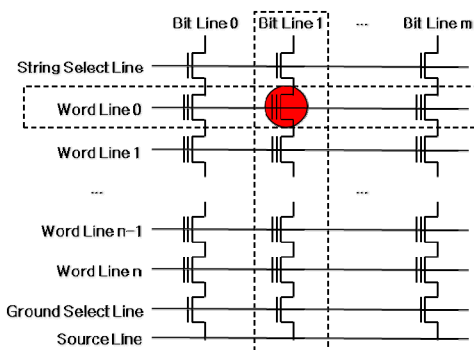 Bit Line 0 Bit Line 1 ... Bit Line m
String Select Line
Word Line 0
Word Line 1
... ...
Word Line n-1
Word Line n
Ground Select Line
Source Line